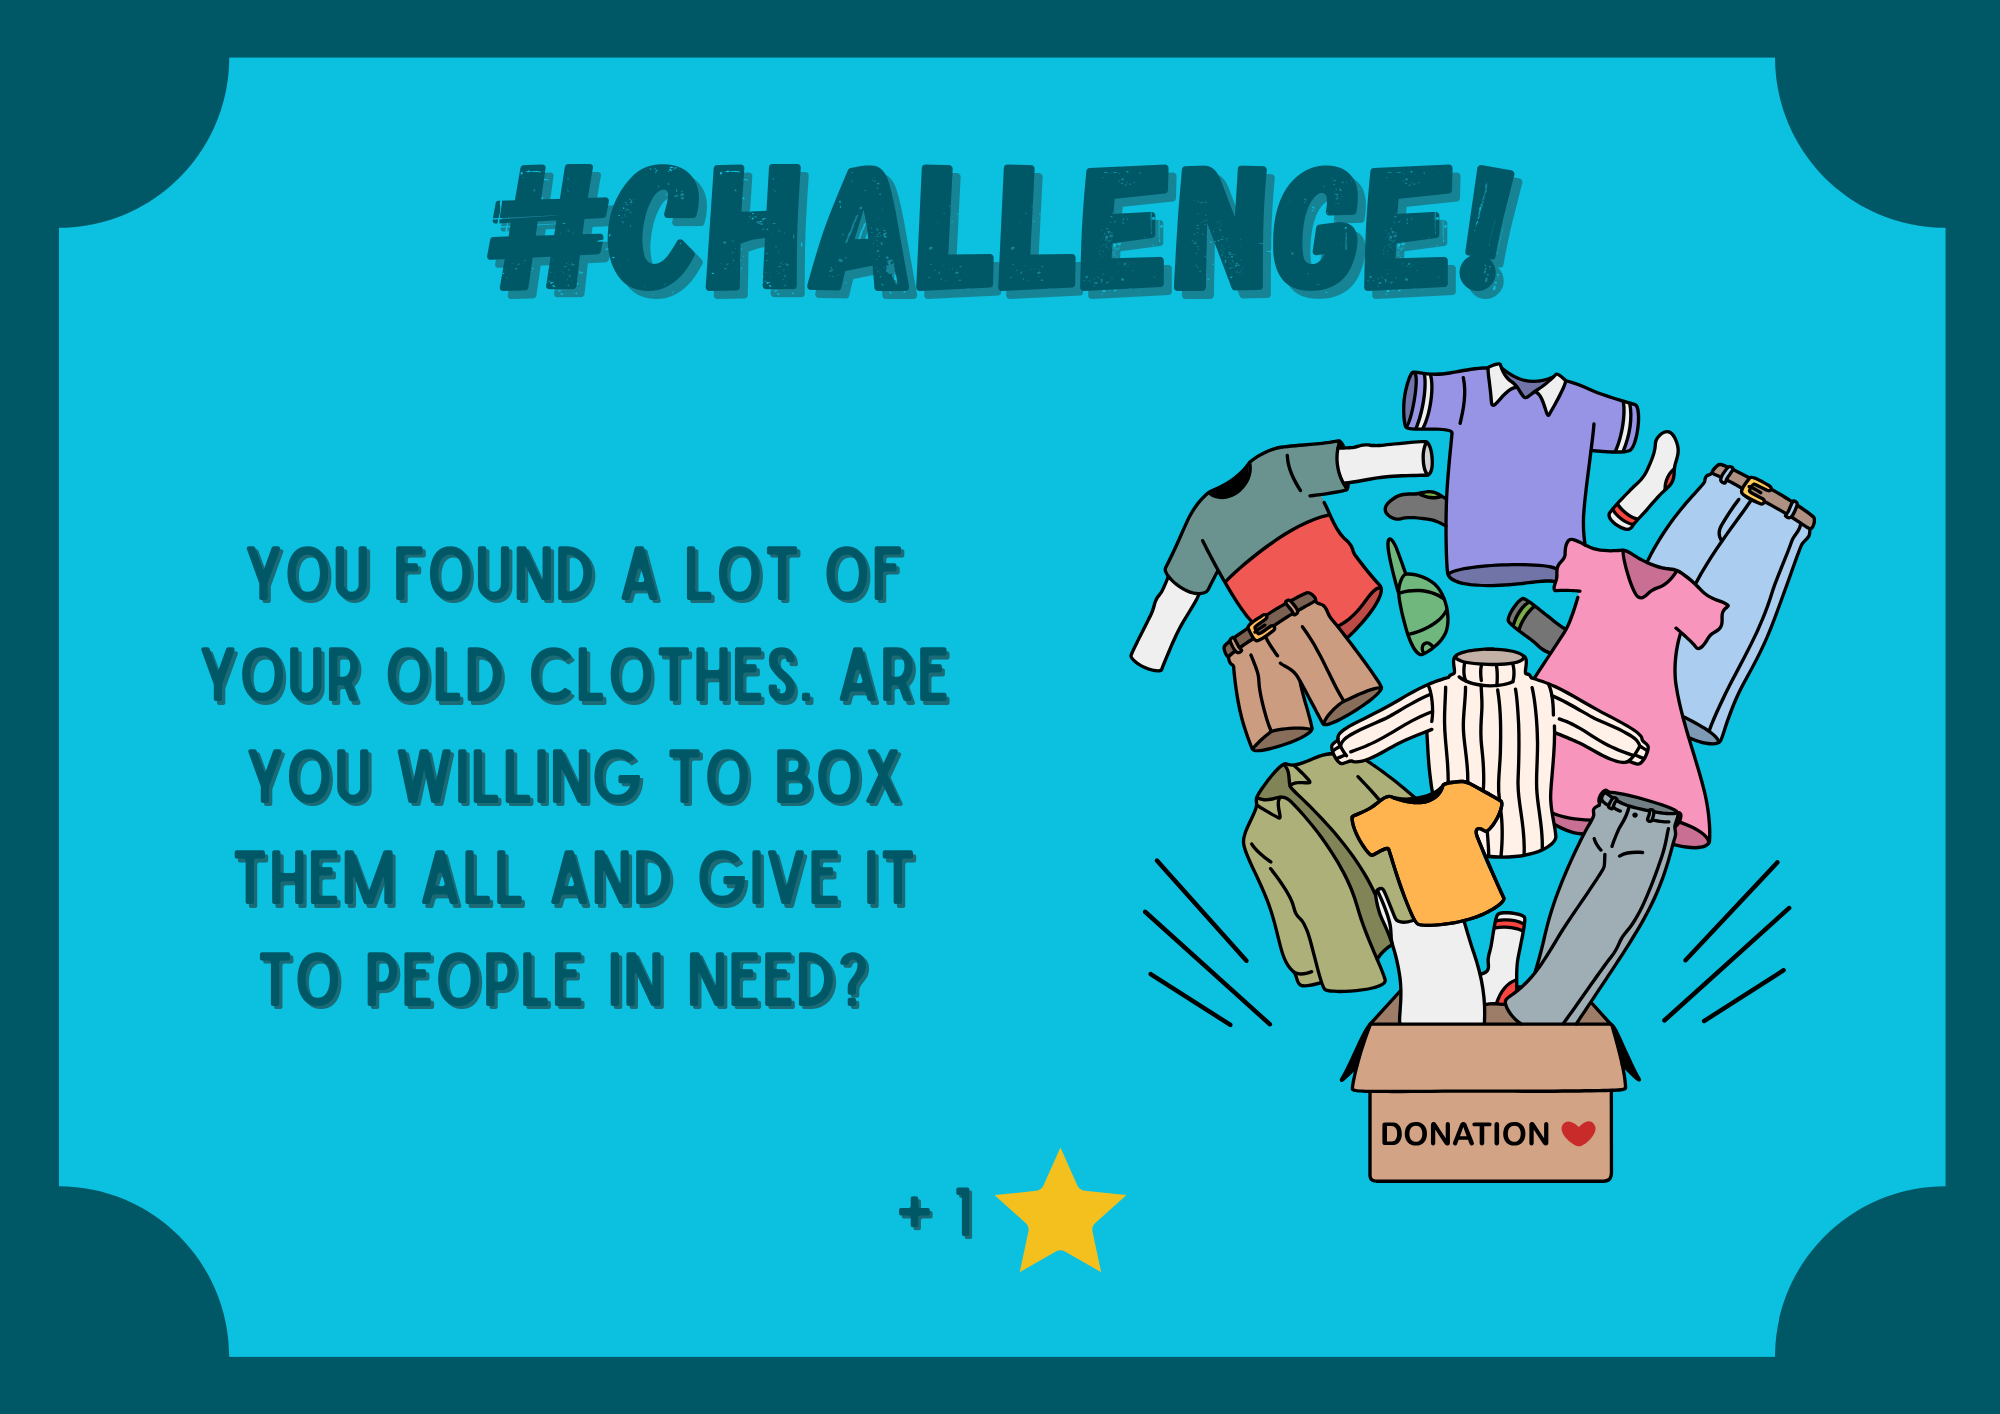 #CHALLENGE!
YOU FOUND A LOT OF
YOUR OLD CLOTHES. ARE
YOU WILLING TO BOX
THEM ALL AND GIVE IT
TO PEOPLE IN NEED?
DONATION
+ 1